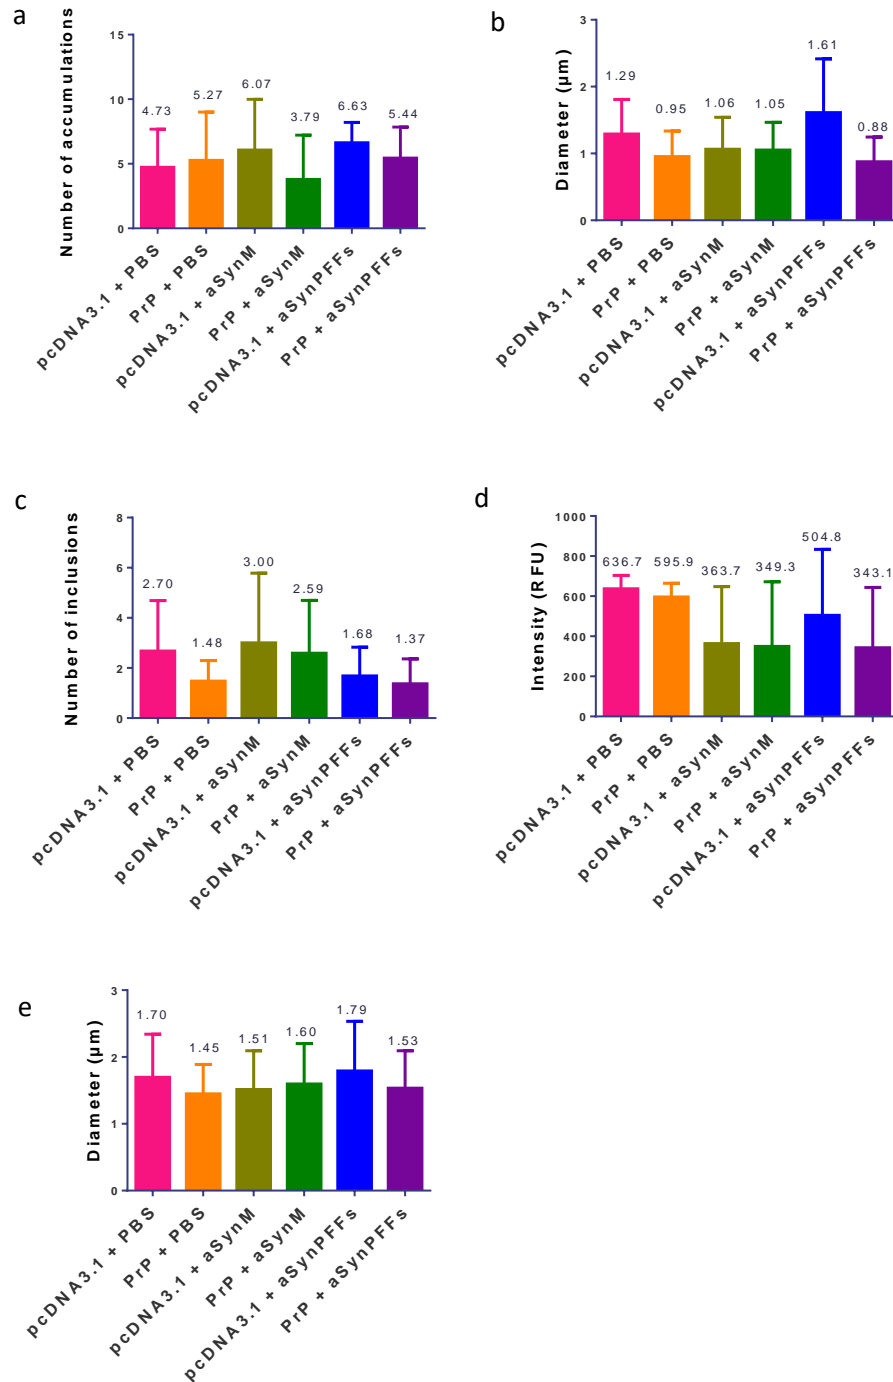 a
Number of accumulations
15
10
5
0
4.73
5.27
6.07
3.79
6.63
5.44
pcDNA3.1 + PBS
PrP + PBS
pcDNA3.1 + aSynM
PrP + aSynM
pcDNA3.1 + aSynPFFs
PrP + aSynPFFs
b
Diameter (μm)
3
2
1
0
1.29
0.95
1.06
1.05
1.61
0.88
pcDNA3.1 + PBS
PrP + PBS
pcDNA3.1 + aSynM
PrP + aSynM
pcDNA3.1 + aSynPFFs
PrP + aSynPFFs
c
Number of inclusions
8
6
4
2
0
2.70
1.48
3.00
2.59
1.68
1.37
pcDNA3.1 + PBS
PrP + PBS
pcDNA3.1 + aSynM
PrP + aSynM
pcDNA3.1 + aSynPFFs
PrP + aSynPFFs
d
Intensity (RFU)
1000
800
600
400
200
0
636.7
595.9
363.7
349.3
504.8
343.1
pcDNA3.1 + PBS
PrP + PBS
pcDNA3.1 + aSynM
PrP + aSynM
pcDNA3.1 + aSynPFFs
PrP + aSynPFFs
e
Diameter (μm)
3
2
1
0
1.70
1.45
1.51
1.60
1.79
1.53
pcDNA3.1 + PBS
PrP + PBS
pcDNA3.1 + aSynM
PrP + aSynM
pcDNA3.1 + aSynPFFs
PrP + aSynPFFs